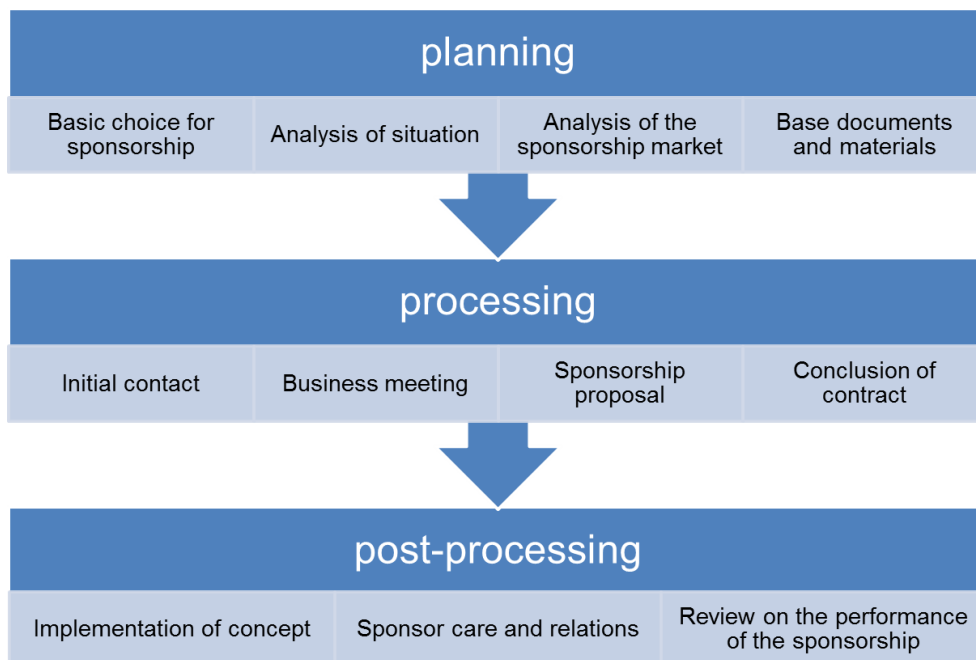 planning
Basic choice for
sponsorship
Analysis of situation
Analysis of the
sponsorship market
Base documents
and materials
processing
Initial contact
Business meeting
Sponsorship
proposal
Conclusion of
contract
post-processing
Implementation of concept
Sponsor care and relations
Review on the performance
of the sponsorship